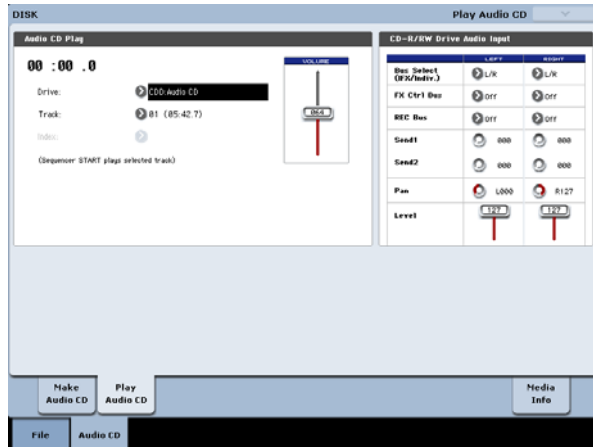 DISK
Play Audio CD
Audio CD Play
00 :00 .0
Drive:
CDD:Audio CD
Track:
01 (05:42.7)
Index:
(Sequencer START plays selected track)
VOLUME
064
CD-R/RW Drive Audio Input
LEFT RIGHT
Bus Select
(IFX/Indiv.)
L/R L/R
FX Ctrl Bus Off Off
REC Bus Off Off
Send1 000 000
Send2 000 000
Pan L000 R127
Level 127 127
Make
Audio CD
Play
Audio CD
Media
Info
File
Audio CD